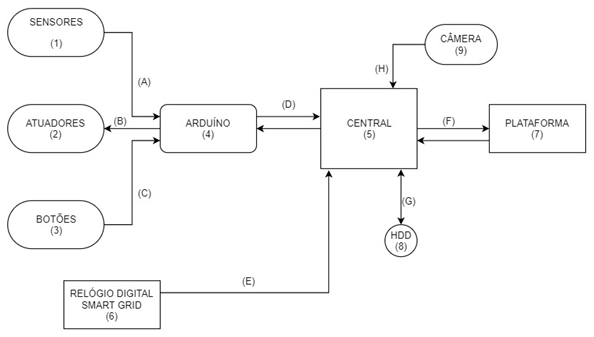 SENSORES
(1)
CÂMERA
(9)
(A)
(H)
(D)
ATUADORES
(2)
(B)
ARDUÍNO
(4)
CENTRAL
(5)
(F)
PLATAFORMA
(7)
(C)
BOTÕES
(3)
(G)
HDD
(8)
(E)
RELÓGIO DIGITAL
SMART GRID
(6)